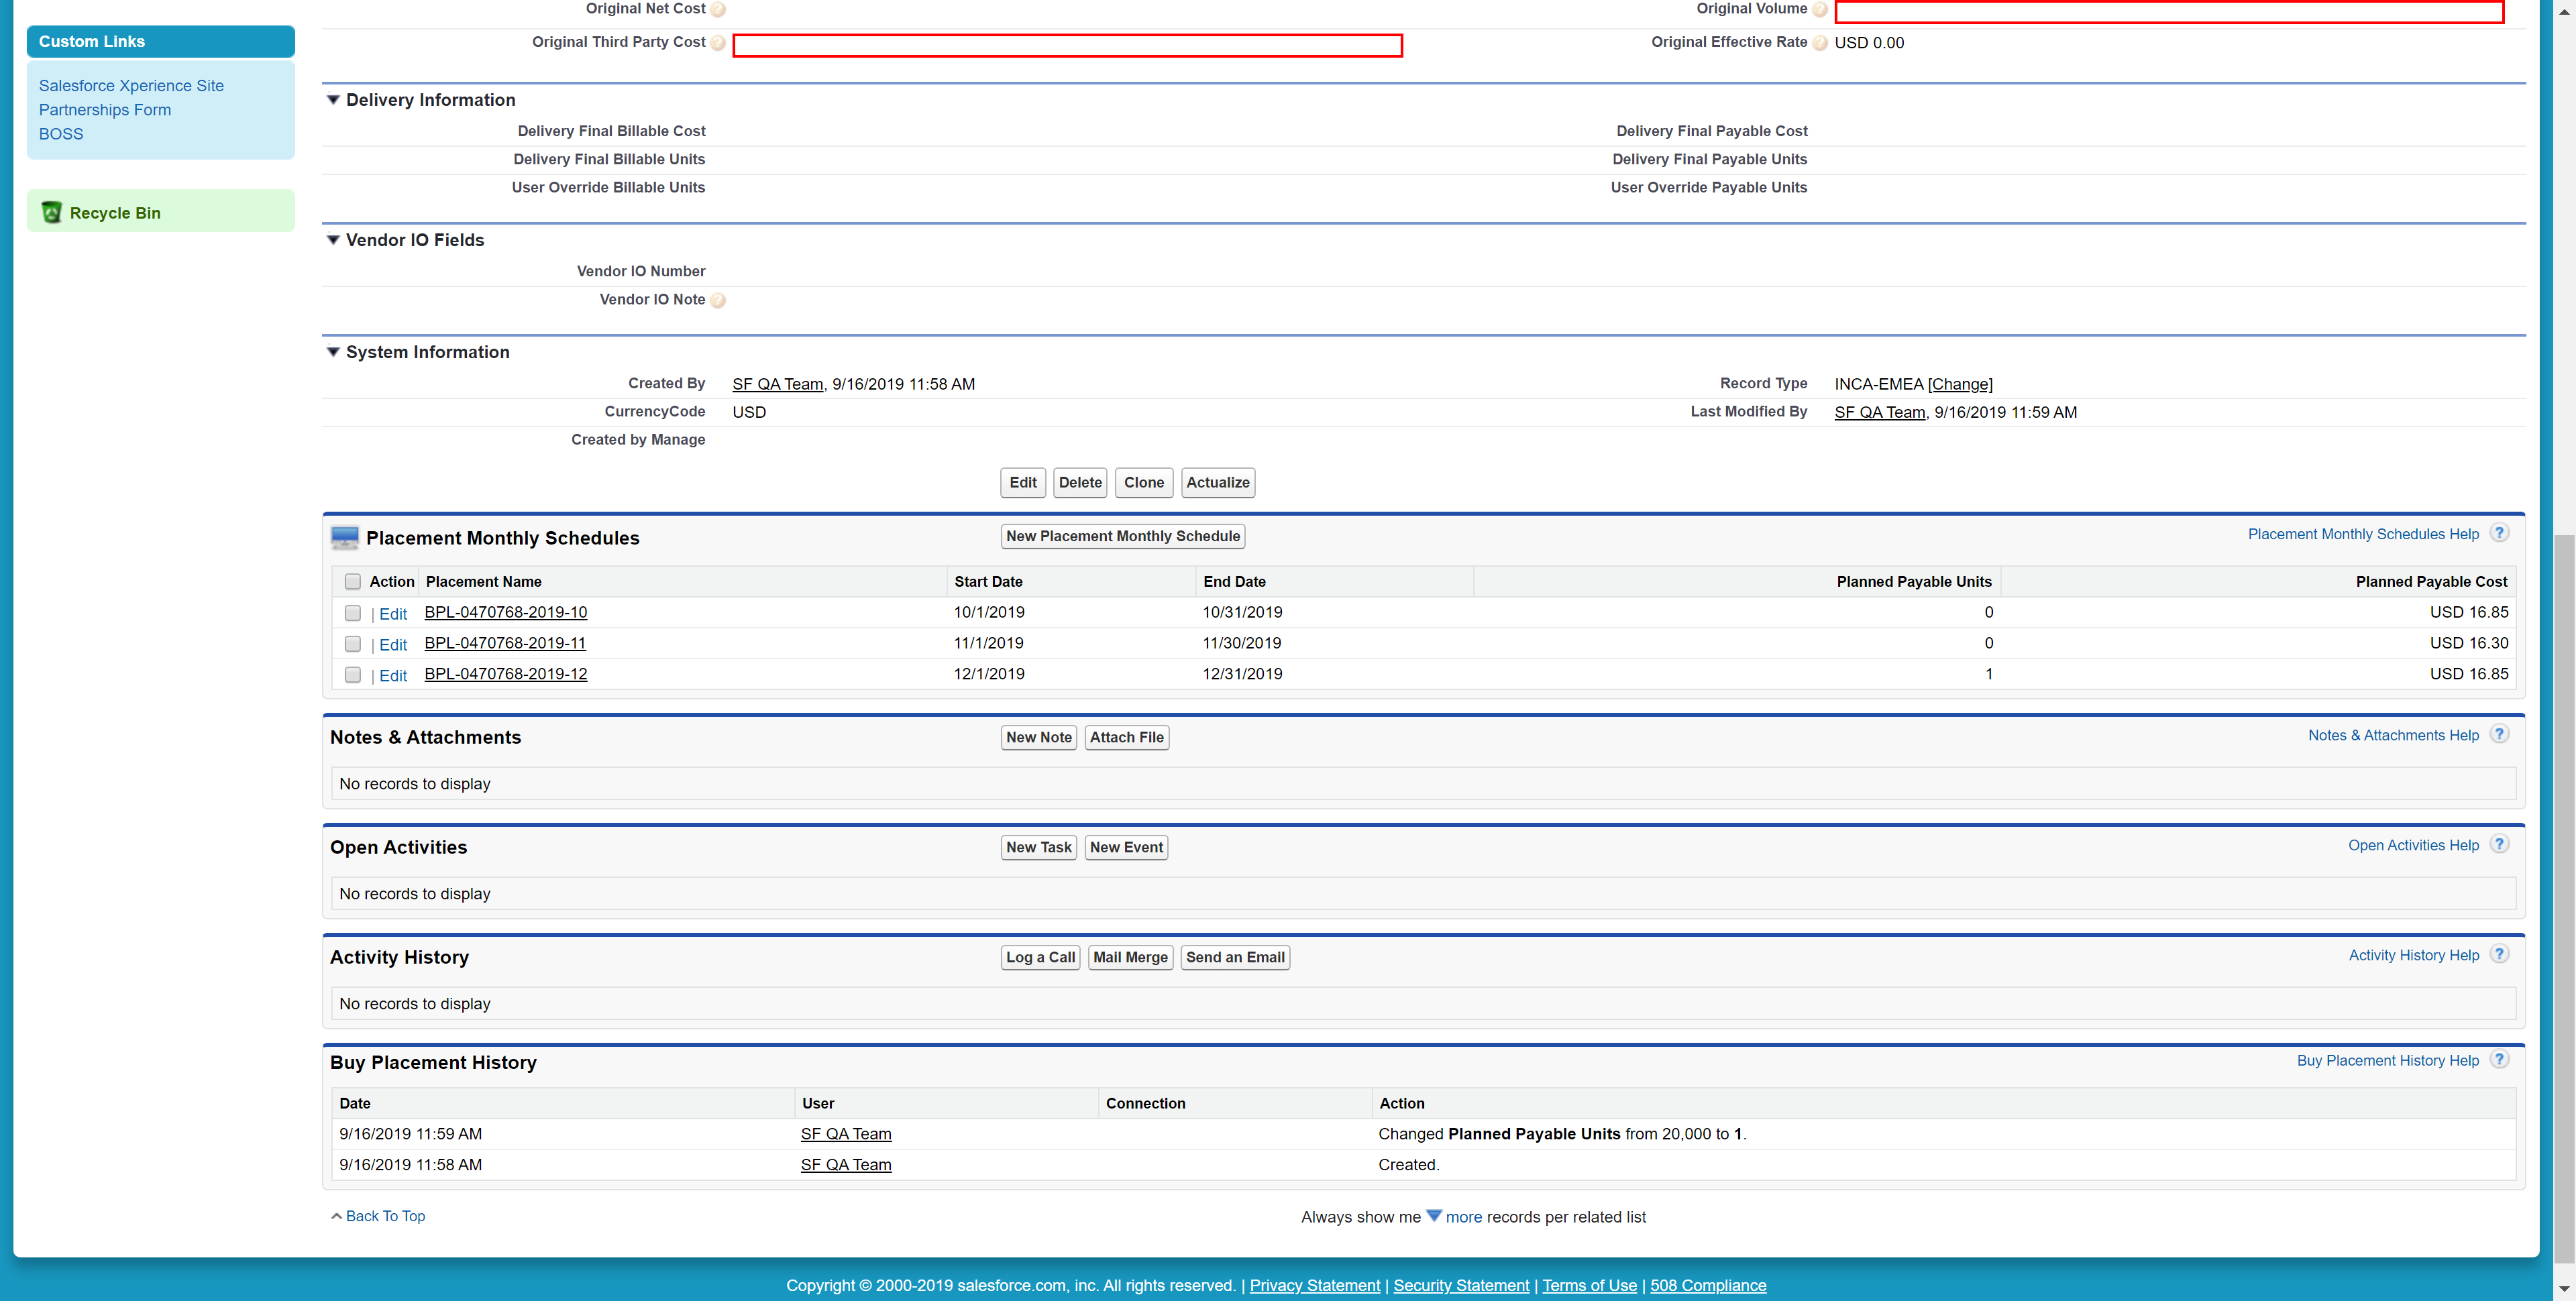 Original Net Cost
Original Volume
Custom Links
Original Third Party Cost
Original Effective Rate USD 0.00
Salesforce Xperience Site
Partnerships Form
BOSS
Recycle Bin
Delivery Information
Delivery Final Billable Cost
Delivery Final Payable Cost
Delivery Final Billable Units
Delivery Final Payable Units
User Override Billable Units
User Override Payable Units
Vendor IO Fields
Vendor IO Number
Vendor IO Note
System Information
Created By SF QA Team, 9/16/2019 11:58 AM
Record Type INCA-EMEA [Change]
CurrencyCode USD
Last Modified By SF QA Team, 9/16/2019 11:59 AM
Created by Manage
Edit Delete Clone Actualize
Placement Monthly Schedules New Placement Monthly Schedule Placement Monthly Schedules Help ?
Action Placement Name Start Date End Date Planned Payable Units Planned Payable Cost
| Edit BPL-0470768-2019-10 10/1/2019 10/31/2019 0 USD 16.85
| Edit BPL-0470768-2019-11 11/1/2019 11/30/2019 0 USD 16.30
| Edit BPL-0470768-2019-12 12/1/2019 12/31/2019 1 USD 16.85
Notes & Attachments New Note Attach File Notes & Attachments Help ?
No records to display
Open Activities New Task New Event Open Activities Help ?
No records to display
Activity History Log a Call Mail Merge Send an Email Activity History Help ?
No records to display
Buy Placement History Buy Placement History Help ?
Date User Connection Action
9/16/2019 11:59 AM SF QA Team Changed Planned Payable Units from 20,000 to 1.
9/16/2019 11:58 AM SF QA Team Created.
Back To Top
Always show me more records per related list
Copyright © 2000-2019 salesforce.com, inc. All rights reserved. | Privacy Statement | Security Statement | Terms of Use | 508 Compliance